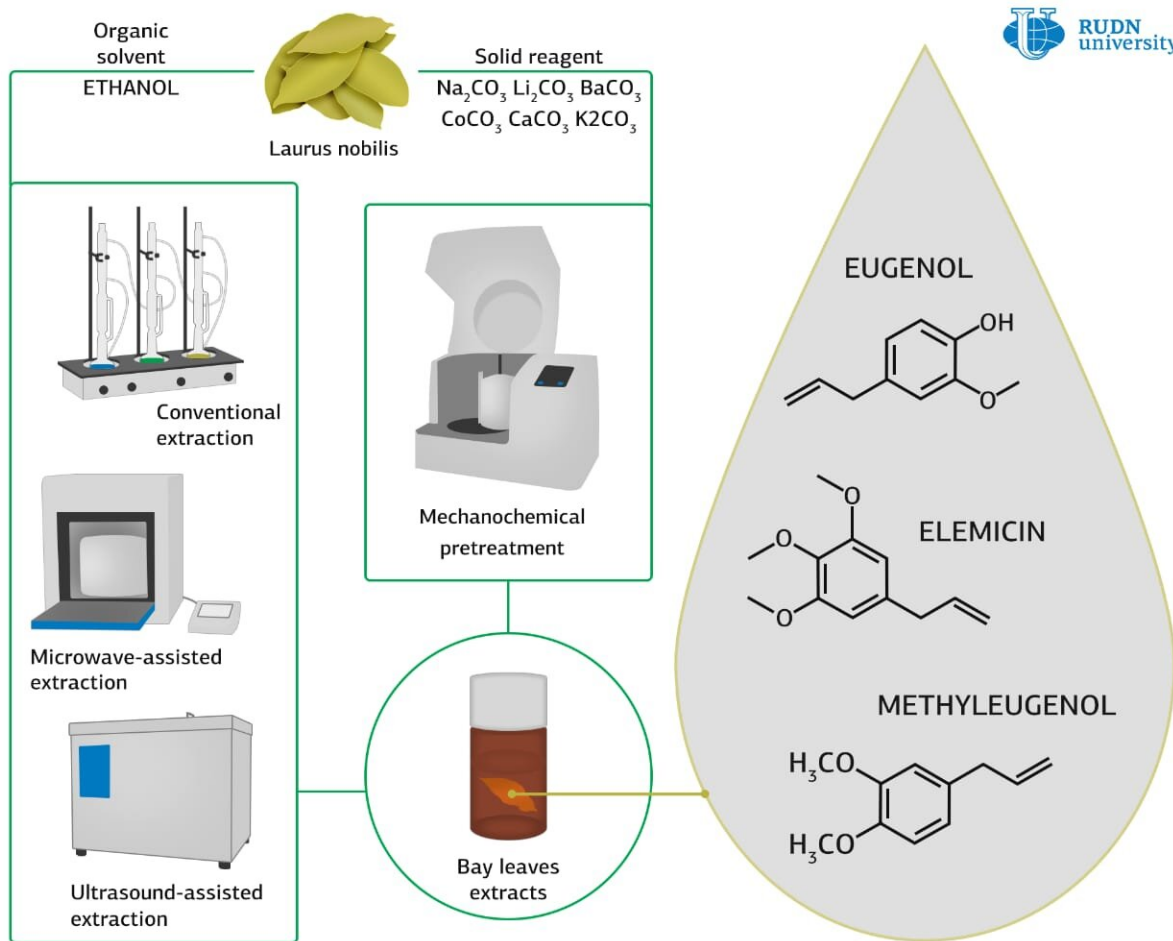 Organic
solvent
ETHANOL
Laurus nobilis
Solid reagent
Na₂CO₃ Li₂CO₃ BaCO₃
CoCO₃ CaCO₃ K2CO₃
RUDN
university
Conventional
extraction
Microwave-assisted
extraction
Ultrasound-assisted
extraction
Mechanochemical
pretreatment
Bay leaves
extracts
EUGENOL
OH
O
ELEMICIN
O
O
O
METHYLEUGENOL
H₃CO
H₃CO